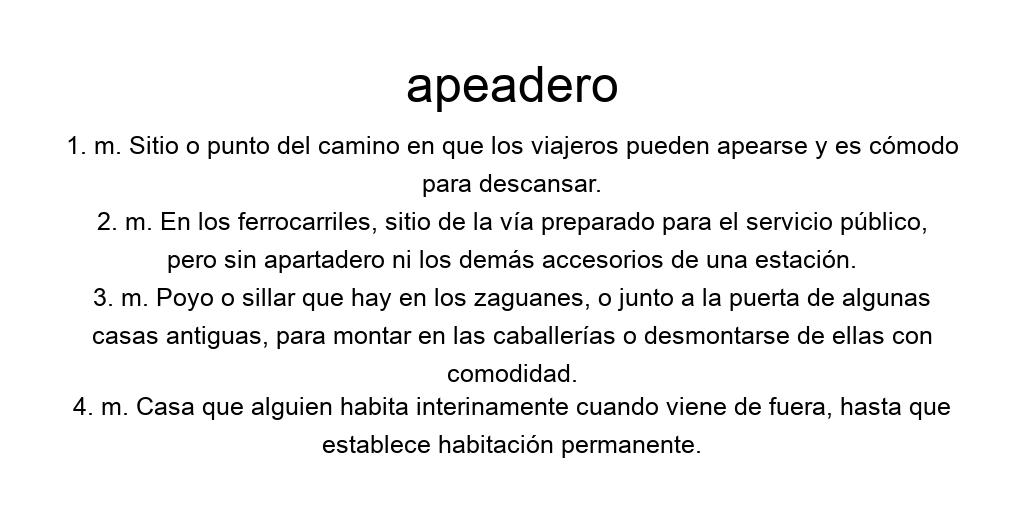 apeadero
1. m. Sitio o punto del camino en que los viajeros pueden apearse y es cómodo
para descansar.
2. m. En los ferrocarriles, sitio de la vía preparado para el servicio público,
pero sin apartadero ni los demás accesorios de una estación.
3. m. Poyo o sillar que hay en los zaguanes, o junto a la puerta de algunas
casas antiguas, para montar en las caballerías o desmontarse de ellas con
comodidad.
4. m. Casa que alguien habita interinamente cuando viene de fuera, hasta que
establece habitación permanente.